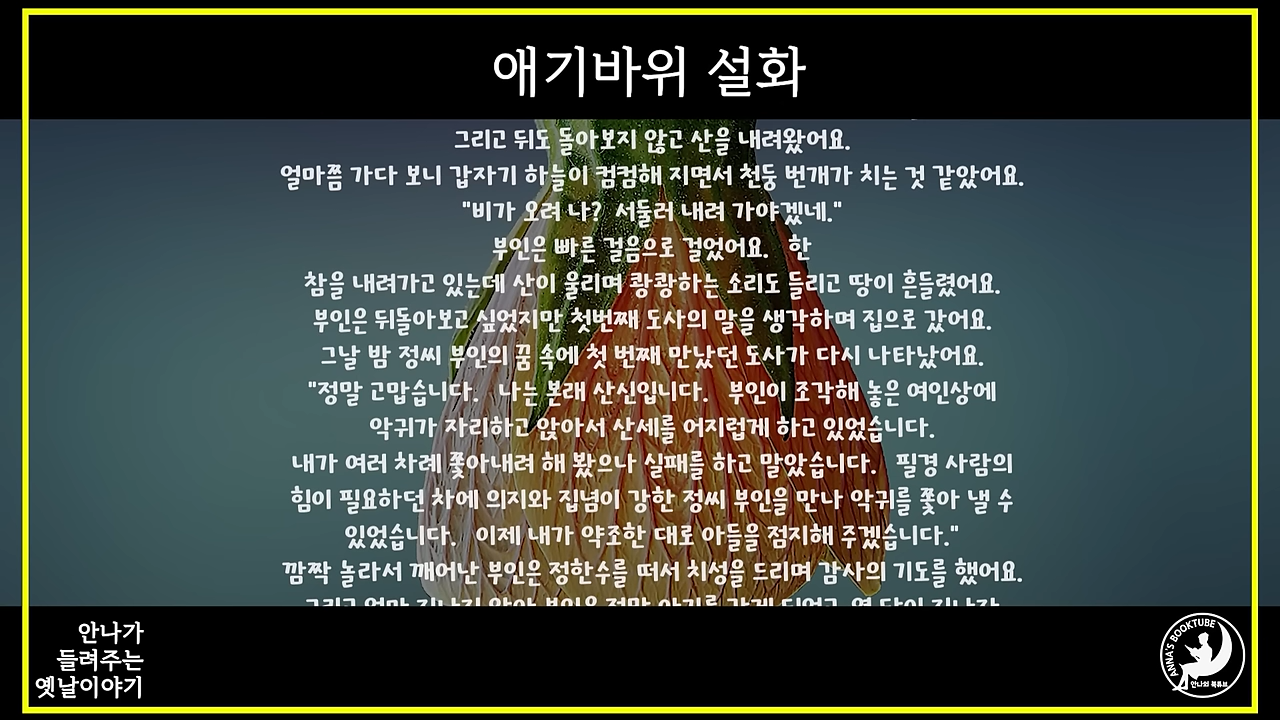 애기바위 설화
그리고 뒤도 돌아보지 않고 산을 내려왔어요.
얼마쯤 가다 보니 갑자기 하늘이 컴컴해 지면서 천둥 번개가 치는 것 같았어요.
"비가 오려 나? 서둘러 내려 가야겠네."
부인은 빠른 걸음으로 걸었어요. 한
참을 내려가고 있는데 산이 울리며 쾅쾅하는 소리도 들리고 땅이 흔들렸어요.
부인은 뒤돌아보고 싶었지만 첫번째 도사의 말을 생각하며 집으로 갔어요.
그날 밤 정씨 부인의 꿈 속에 첫 번째 만났던 도사가 다시 나타났어요.
"정말 고맙습니다. 나는 본래 산신입니다. 부인이 조각해 놓은 여인상에
악귀가 자리하고 앉아서 산세를 어지럽게 하고 있었습니다.
내가 여러 차례 쫓아내려 해 봤으나 실패를 하고 말았습니다. 필경 사람의
힘이 필요하던 차에 의지와 집념이 강한 정씨 부인을 만나 악귀를 쫓아 낼 수
있었습니다. 이제 내가 약조한 대로 아들을 점지해 주겠습니다."
깜짝 놀라서 깨어난 부인은 정한수를 떠서 치성을 드리며 감사의 기도를 했어요.
안나가
들려주는
옛날이야기
ANNA'S BOOKTUBE
안나의 북튜브